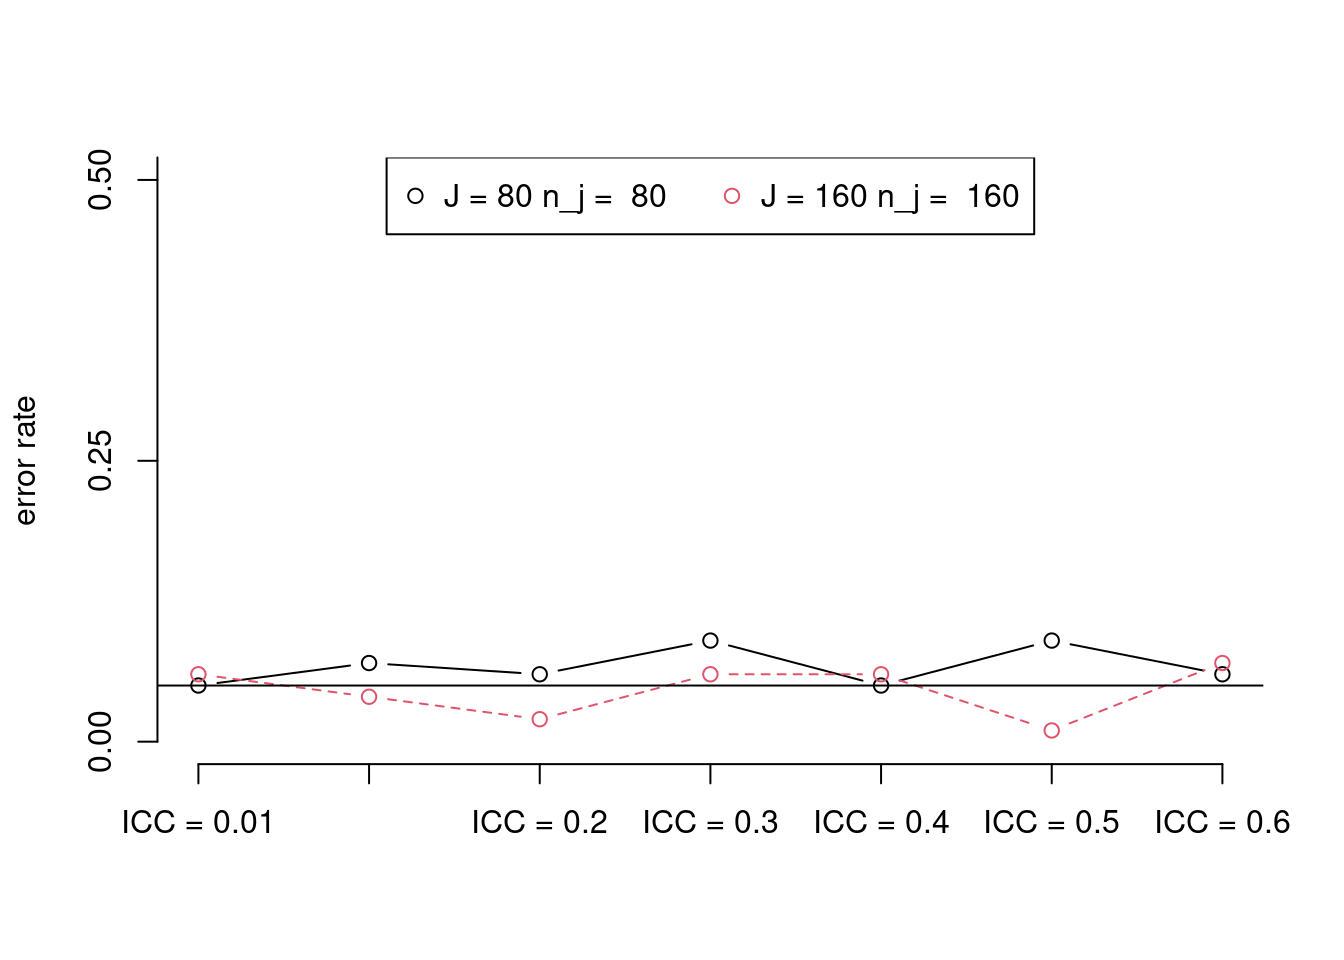 J = 80 n_j =  80
J = 160 n_j =  160
error rate
0.50
0.25
0.00
ICC = 0.01
ICC = 0.2
ICC = 0.3
ICC = 0.4
ICC = 0.5
ICC = 0.6